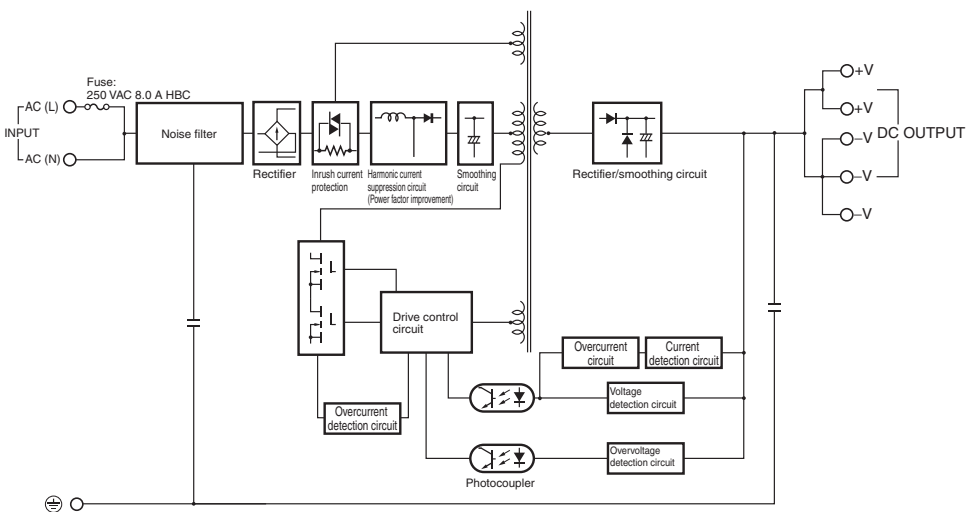 Fuse:
250 VAC 8.0 A HBC
AC (L)
INPUT
AC (N)
Noise filter
Rectifier
Inrush current
protection
Harmonic current
suppression circuit
(Power factor improvement)
Smoothing
circuit
Rectifier/smoothing circuit
+V
+V
–V
DC OUTPUT
–V
–V
Drive control
circuit
Overcurrent
detection circuit
Overcurrent
circuit
Current
detection circuit
Voltage
detection circuit
Overvoltage
detection circuit
Photocoupler